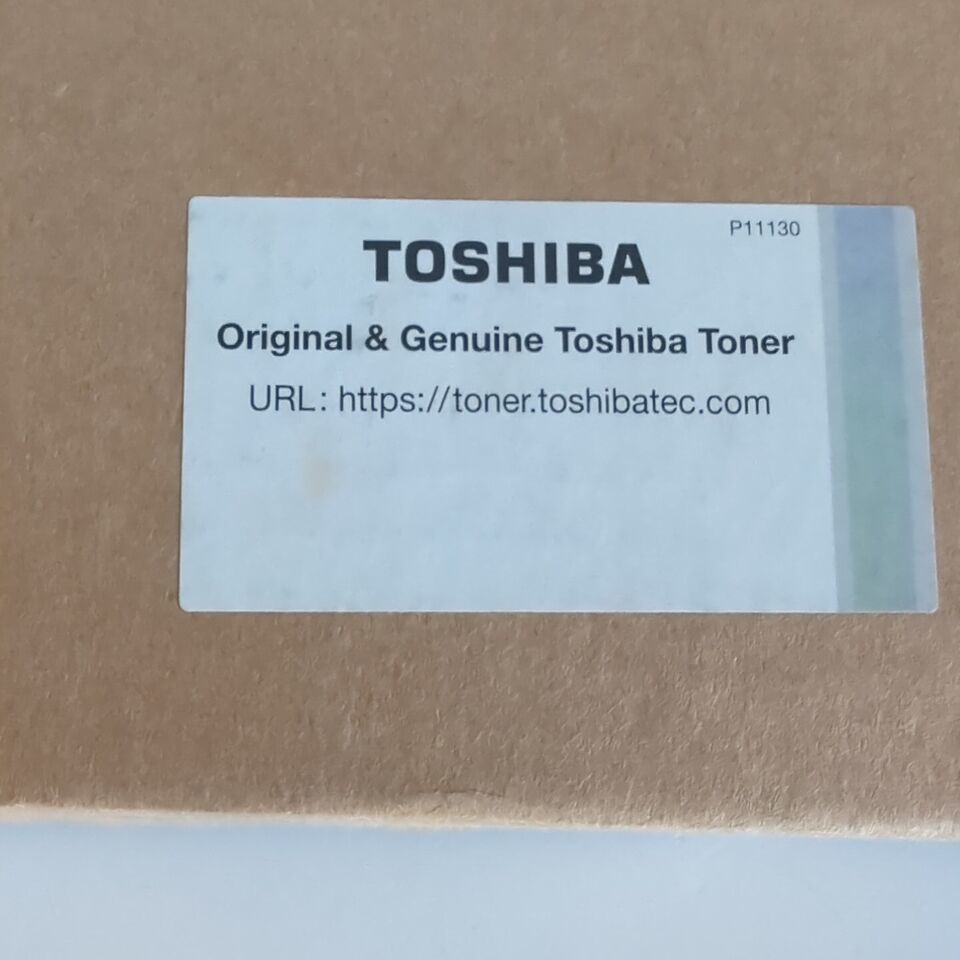 P11130
TOSHIBA
Original & Genuine Toshiba Toner
URL: https://toner.toshibatec.com